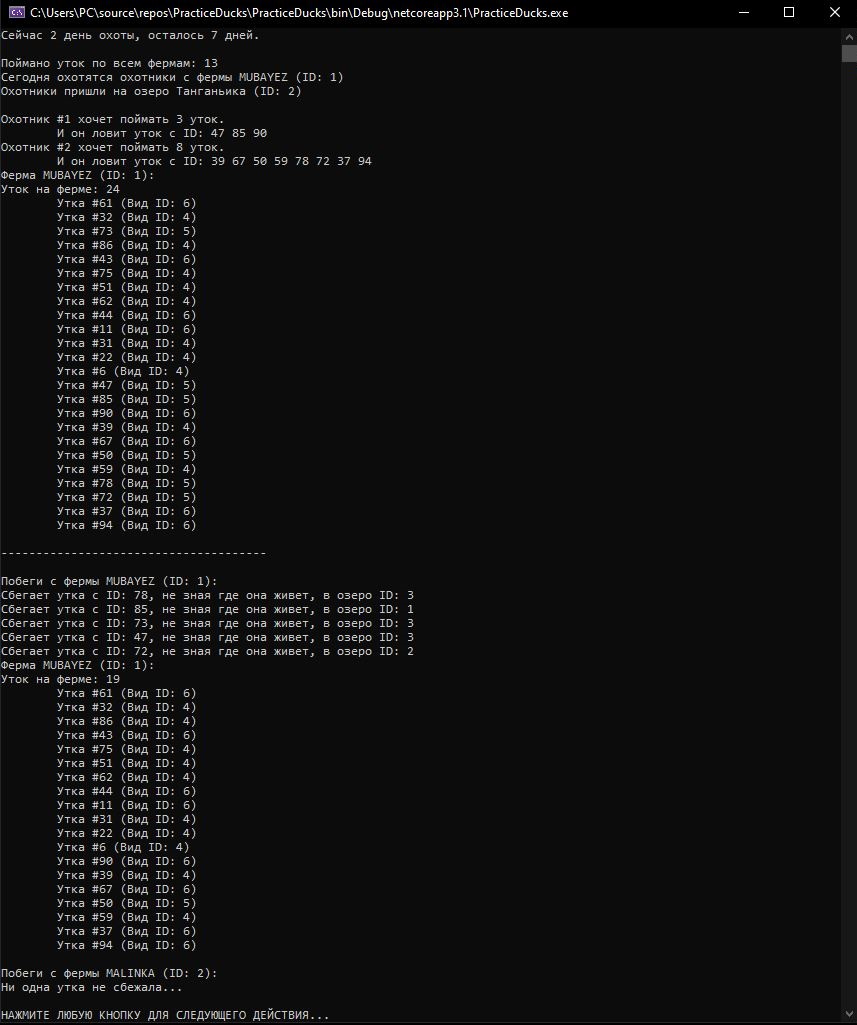 C:\Users\PC\source\repos\PracticeDucks\PracticeDucks\bin\Debug\netcoreapp3.1\PracticeDucks.exe
Сейчас 2 день охоты, осталось 7 дней.
Поймано уток по всем фермам: 13
Сегодня охотятся охотники с фермы MUBAYEZ (ID: 1)
Охотники пришли на озеро Танганьика (ID: 2)
Охотник #1 хочет поймать 3 уток.
И он ловит уток с ID: 47 85 90
Охотник #2 хочет поймать 8 уток.
И он ловит уток с ID: 39 67 50 59 78 72 37 94
Ферма MUBAYEZ (ID: 1):
Уток на ферме: 24
Утка #61 (Вид ID: 6)
Утка #32 (Вид ID: 4)
Утка #73 (Вид ID: 5)
Утка #86 (Вид ID: 4)
Утка #43 (Вид ID: 6)
Утка #75 (Вид ID: 4)
Утка #51 (Вид ID: 4)
Утка #62 (Вид ID: 4)
Утка #44 (Вид ID: 6)
Утка #11 (Вид ID: 6)
Утка #31 (Вид ID: 4)
Утка #22 (Вид ID: 4)
Утка #6 (Вид ID: 4)
Утка #47 (Вид ID: 5)
Утка #85 (Вид ID: 5)
Утка #90 (Вид ID: 6)
Утка #39 (Вид ID: 4)
Утка #67 (Вид ID: 6)
Утка #50 (Вид ID: 5)
Утка #59 (Вид ID: 4)
Утка #78 (Вид ID: 5)
Утка #72 (Вид ID: 5)
Утка #37 (Вид ID: 6)
Утка #94 (Вид ID: 6)
--------------------------------------
Побеги с фермы MUBAYEZ (ID: 1):
Сбегает утка с ID: 78, не зная где она живет, в озеро ID: 3
Сбегает утка с ID: 85, не зная где она живет, в озеро ID: 1
Сбегает утка с ID: 73, не зная где она живет, в озеро ID: 3
Сбегает утка с ID: 47, не зная где она живет, в озеро ID: 3
Сбегает утка с ID: 72, не зная где она живет, в озеро ID: 2
Ферма MUBAYEZ (ID: 1):
Уток на ферме: 19
Утка #61 (Вид ID: 6)
Утка #32 (Вид ID: 4)
Утка #86 (Вид ID: 4)
Утка #43 (Вид ID: 6)
Утка #75 (Вид ID: 4)
Утка #51 (Вид ID: 4)
Утка #62 (Вид ID: 4)
Утка #44 (Вид ID: 6)
Утка #11 (Вид ID: 6)
Утка #31 (Вид ID: 4)
Утка #22 (Вид ID: 4)
Утка #6 (Вид ID: 4)
Утка #90 (Вид ID: 6)
Утка #39 (Вид ID: 4)
Утка #67 (Вид ID: 6)
Утка #50 (Вид ID: 5)
Утка #59 (Вид ID: 4)
Утка #37 (Вид ID: 6)
Утка #94 (Вид ID: 6)
Побеги с фермы MALINKA (ID: 2):
Ни одна утка не сбежала...
НАЖМИТЕ ЛЮБУЮ КНОПКУ ДЛЯ СЛЕДУЮЩЕГО ДЕЙСТВИЯ...